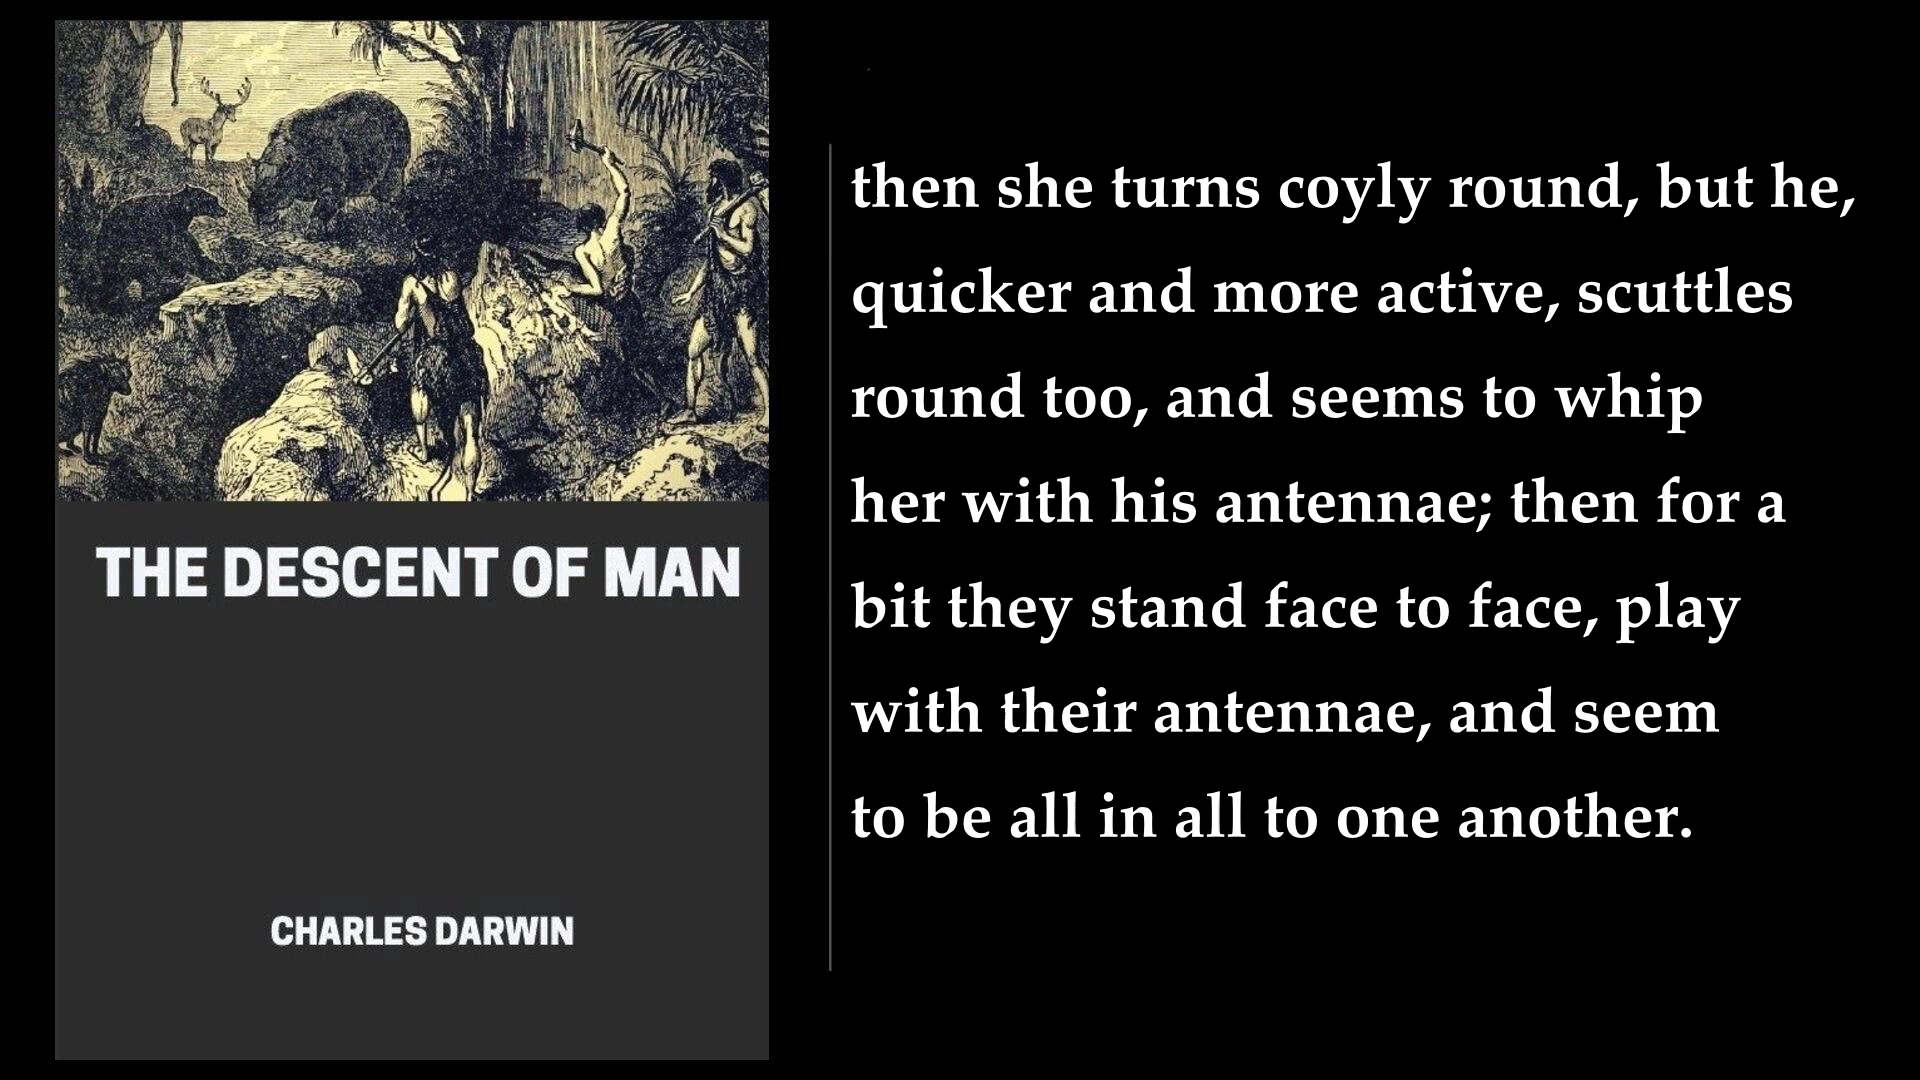 THE DESCENT OF MAN
CHARLES DARWIN
then she turns coyly round, but he,
quicker and more active, scuttles
round too, and seems to whip
her with his antennae; then for a
bit they stand face to face, play
with their antennae, and seem
to be all in all to one another.